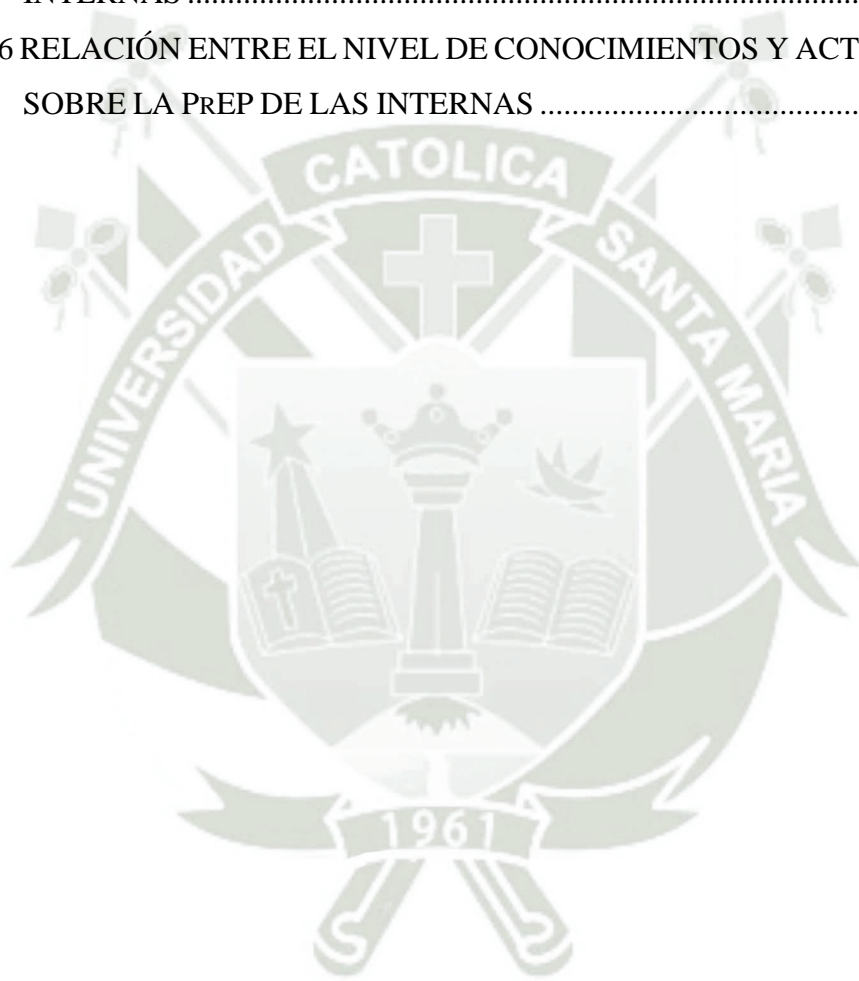 INTERNAS ....................................................................................
6 RELACIÓN ENTRE EL NIVEL DE CONOCIMIENTOS Y ACT
SOBRE LA PREP DE LAS INTERNAS ........................................
UNIVERSIDAD CATOLICA SANTA MARIA
1961